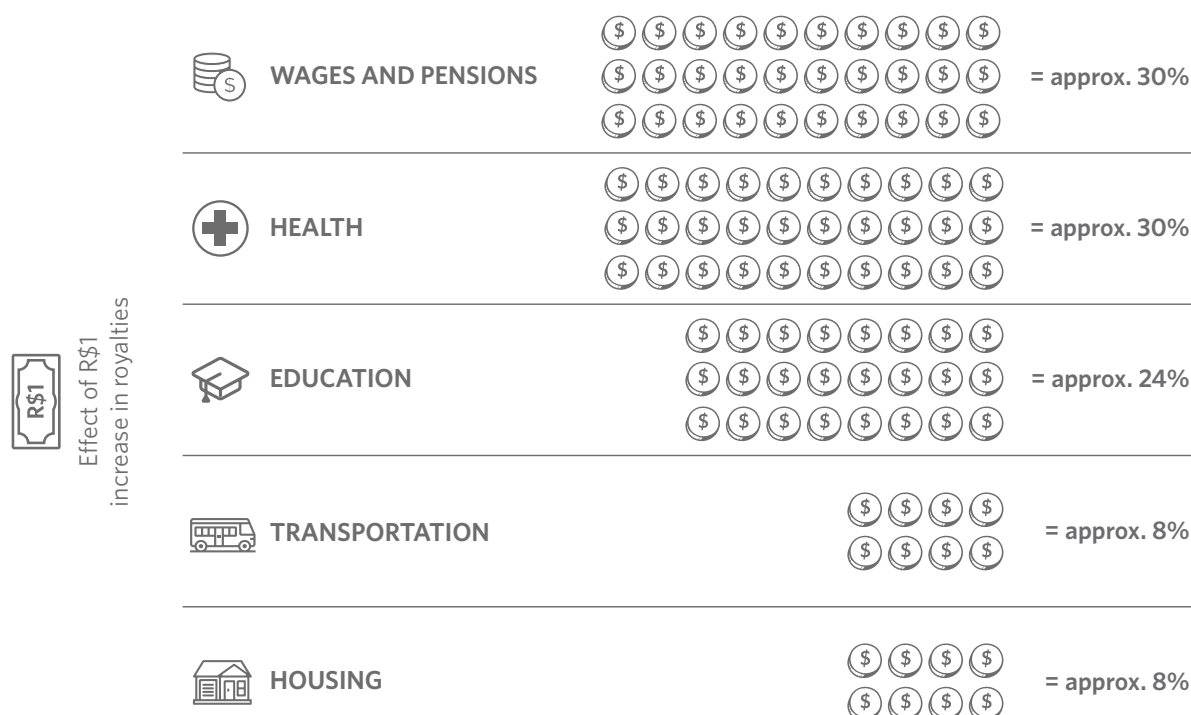 WAGES AND PENSIONS
= approx. 30%
HEALTH
= approx. 30%
R$1
Effect of R$1
increase in royalties
EDUCATION
= approx. 24%
TRANSPORTATION
= approx. 8%
HOUSING
= approx. 8%